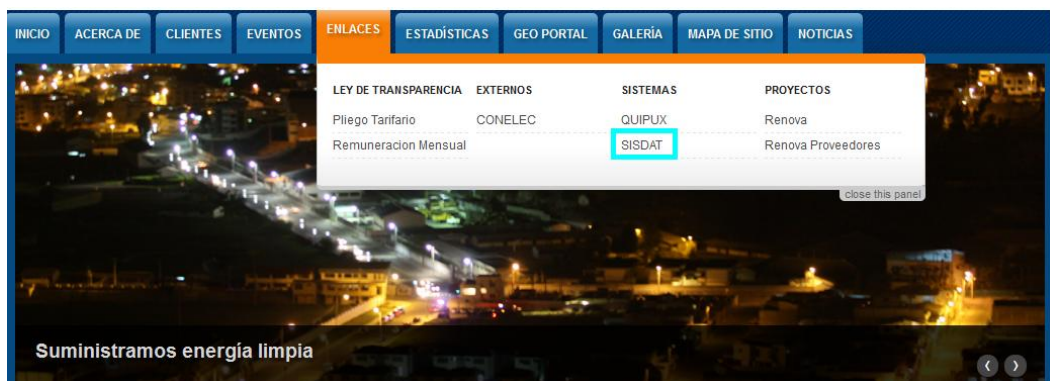 INICIO ACERCA DE CLIENTES EVENTOS ENLACES ESTADÍSTICAS GEO PORTAL GALERÍA MAPA DE SITIO NOTICIAS
LEY DE TRANSPARENCIA EXTERNOS SISTEMAS PROYECTOS
Pliego Tarifario CONELEC QUIPUX Renova
Remuneracion Mensual SISDAT Renova Proveedores
close this panel
Suministramos energía limpia